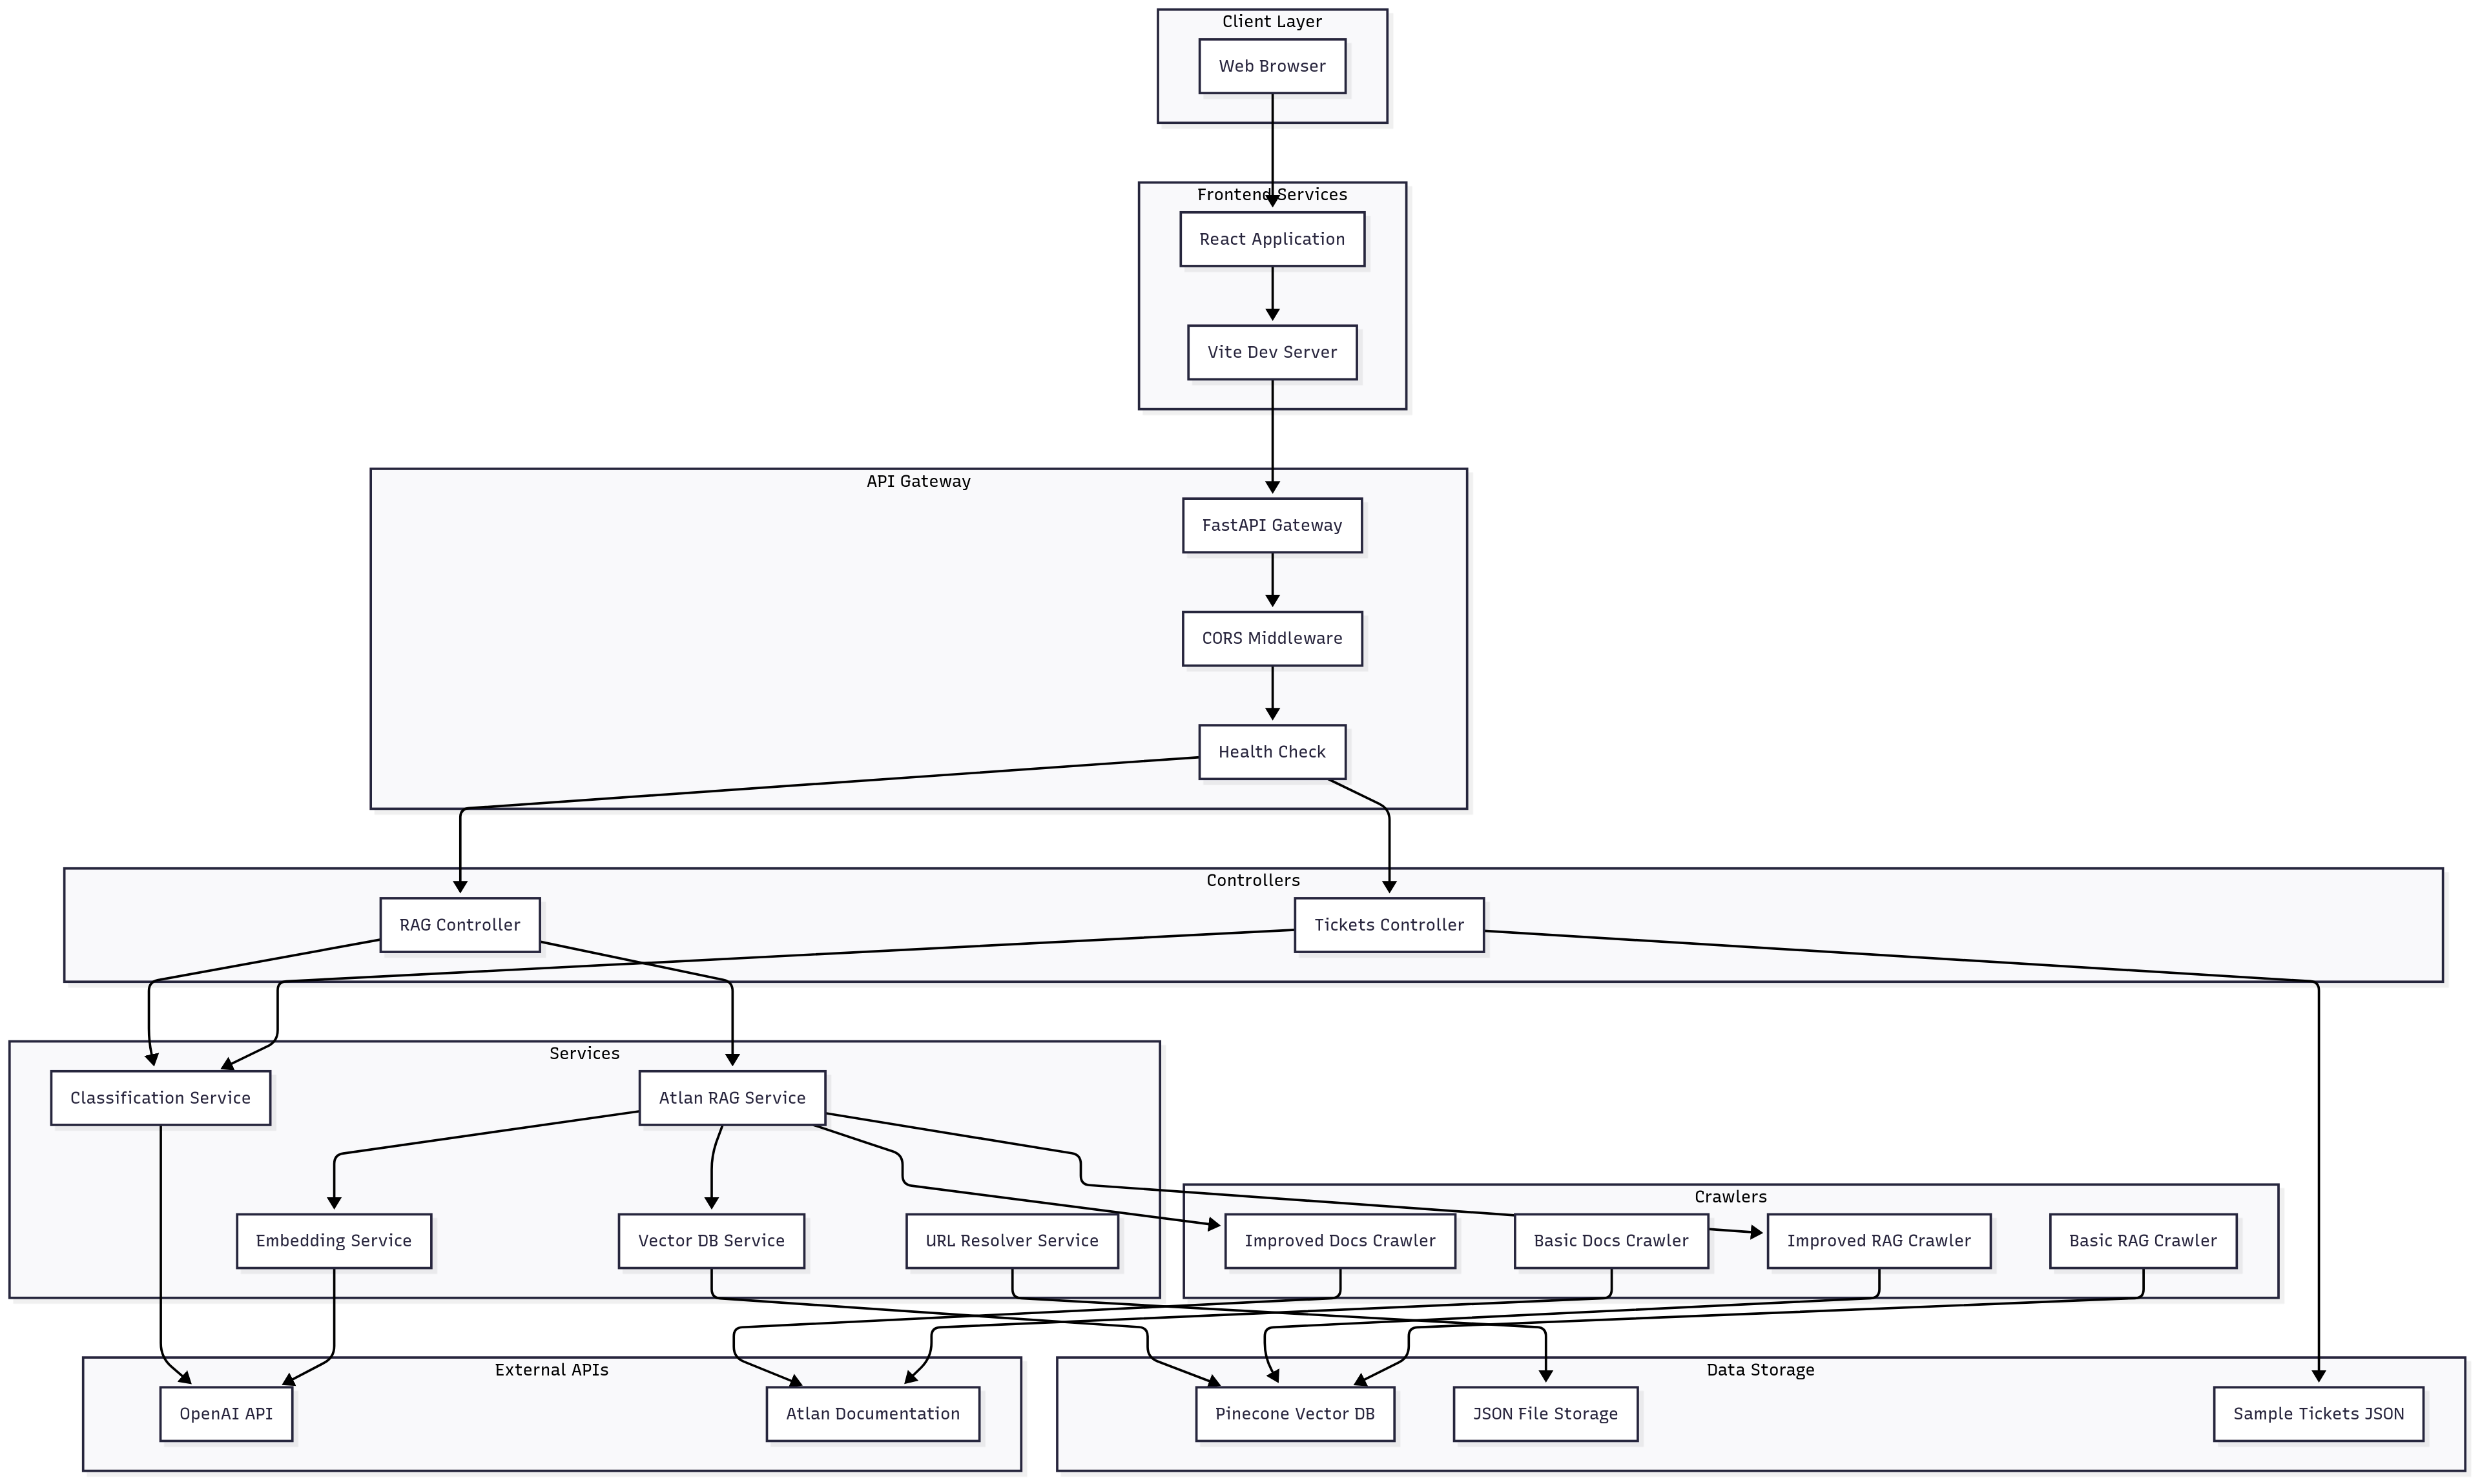 Client Layer
Web Browser
Frontend Services
React Application
Vite Dev Server
API Gateway
FastAPI Gateway
CORS Middleware
Health Check
Controllers
RAG Controller
Tickets Controller
Services
Classification Service
Atlan RAG Service
Embedding Service
Vector DB Service
URL Resolver Service
Crawlers
Improved Docs Crawler
Basic Docs Crawler
Improved RAG Crawler
Basic RAG Crawler
External APIs
OpenAI API
Atlan Documentation
Data Storage
Pinecone Vector DB
JSON File Storage
Sample Tickets JSON